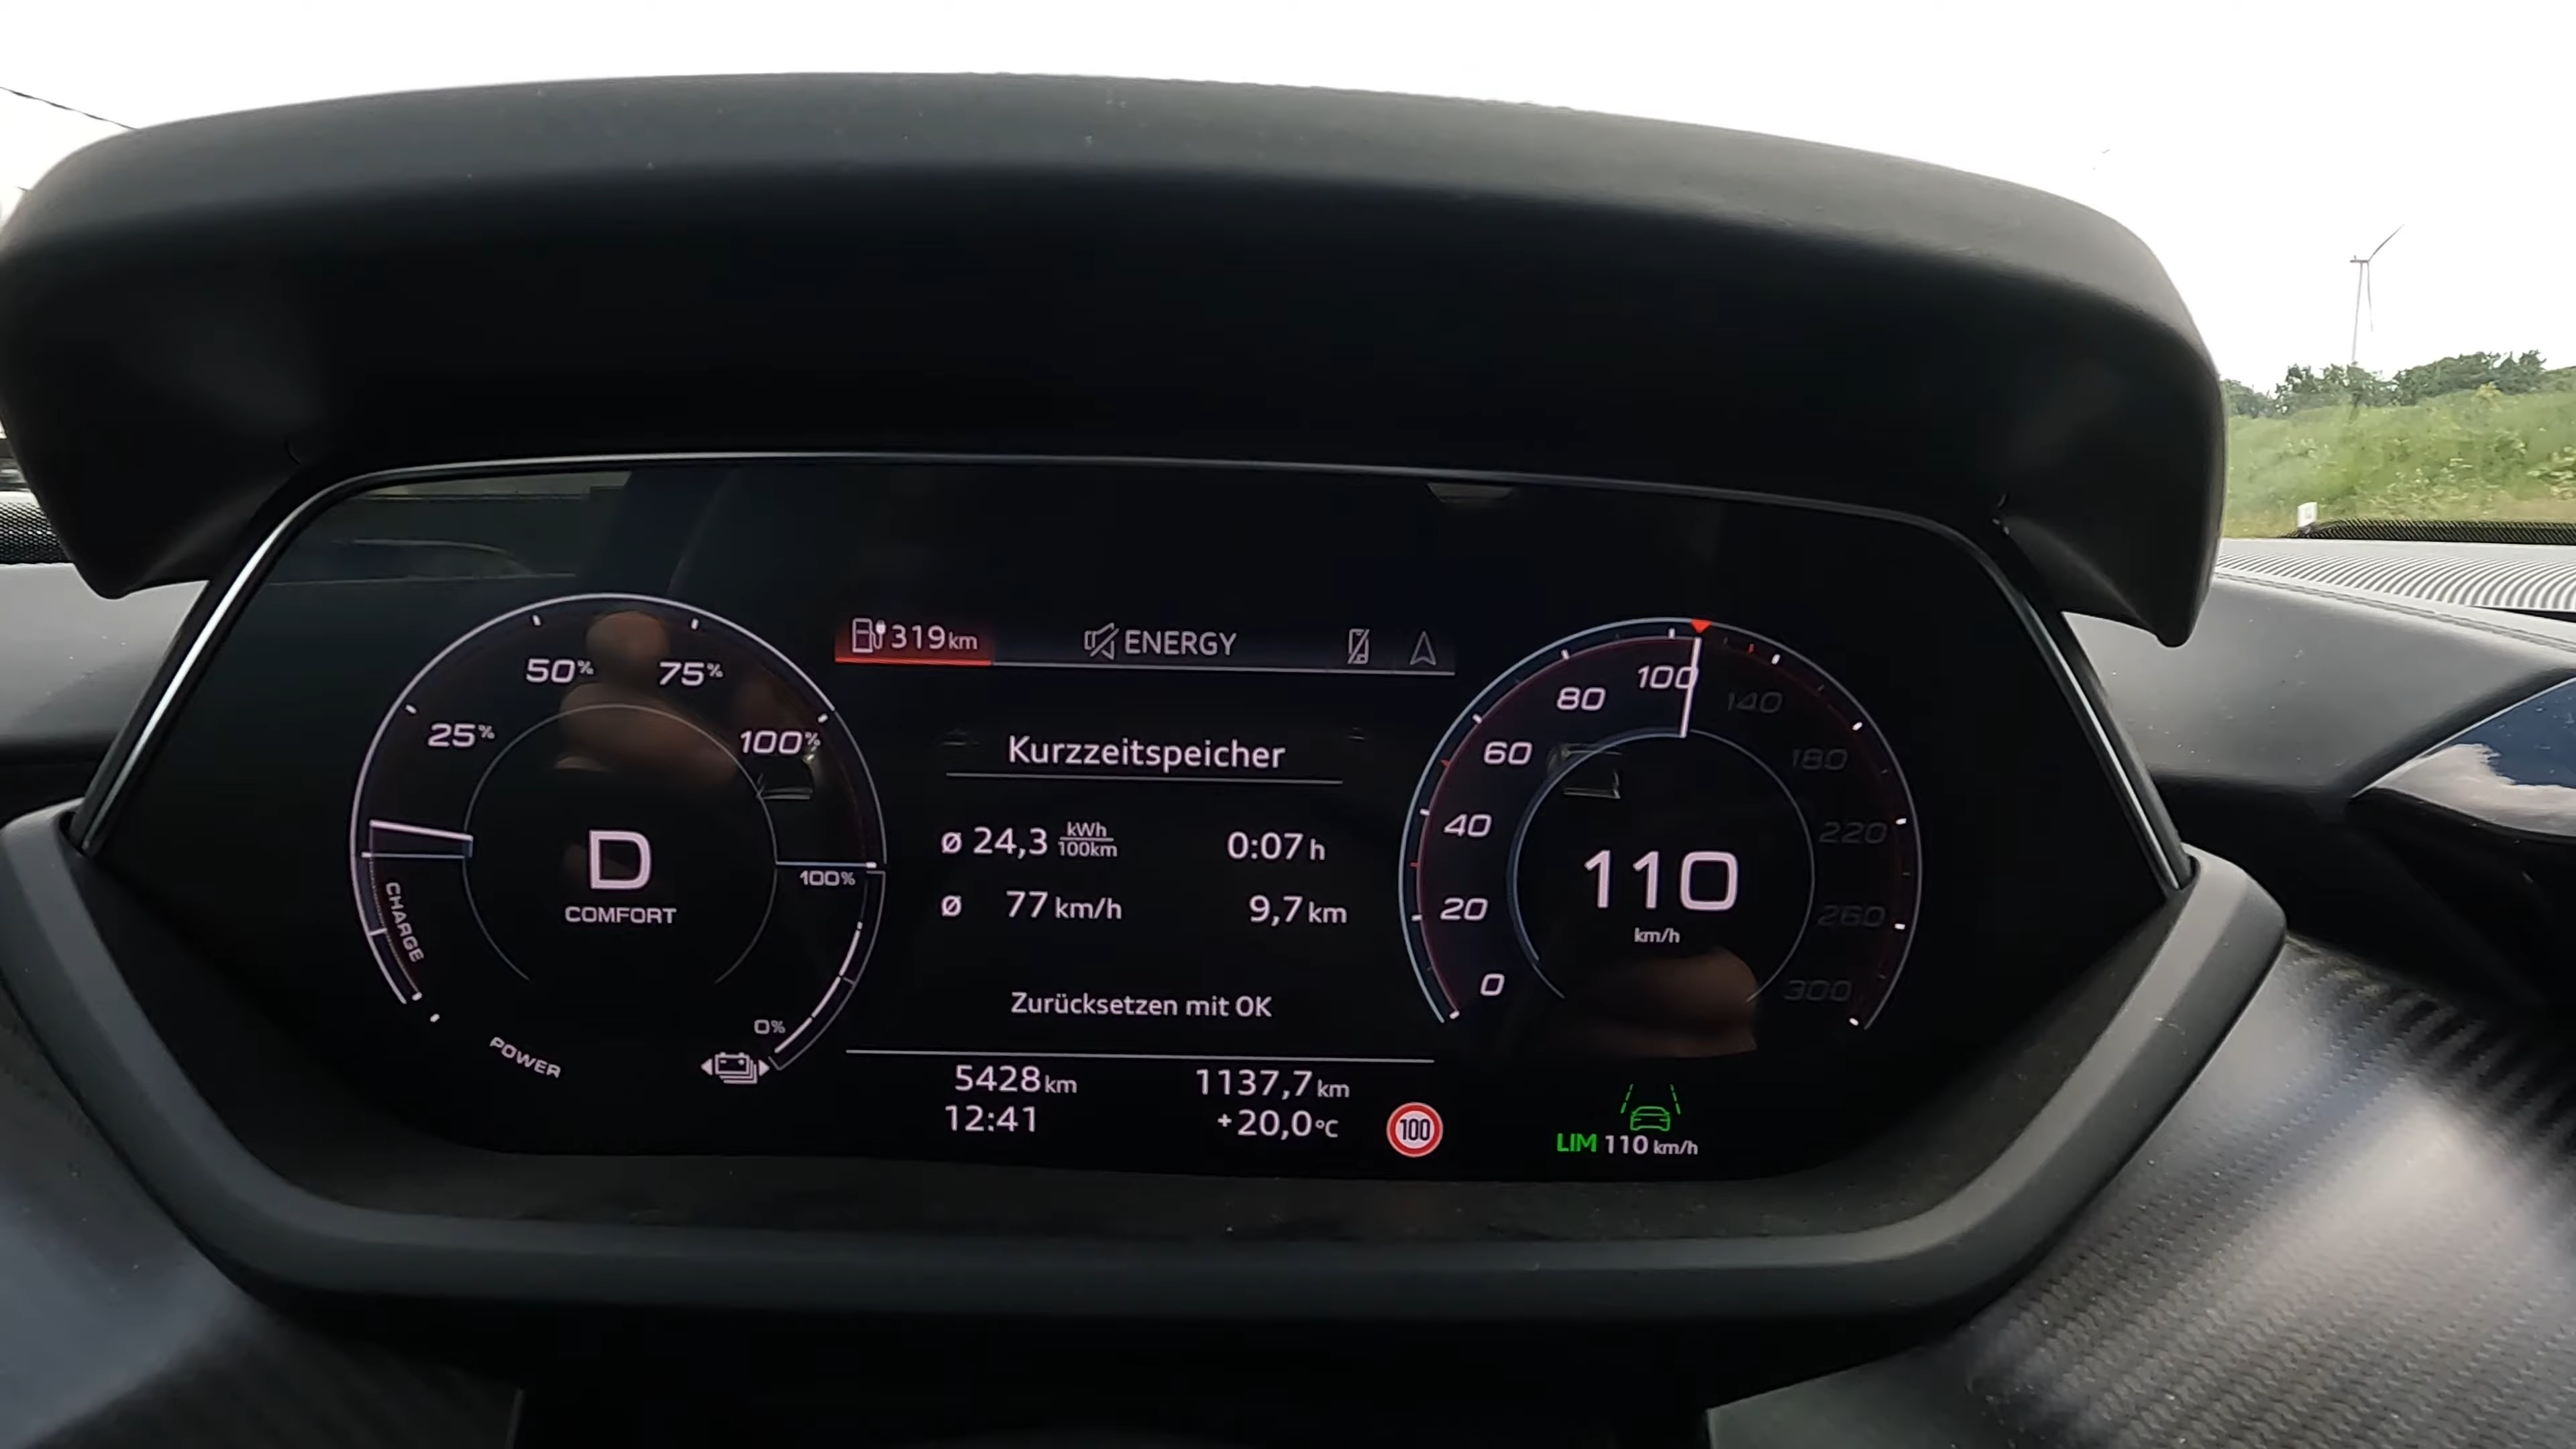 319 km
ENERGY
25%
50%
75%
100%
100%
0%
CHARGE
POWER
D
COMFORT
Kurzzeitspeicher
ø 24,3 kWh/100km
0:07 h
ø 77 km/h
9,7 km
Zurücksetzen mit OK
5428 km
1137,7 km
12:41
+20,0 °C
100
0
20
40
60
80
100
140
180
220
260
300
110
km/h
LIM 110 km/h